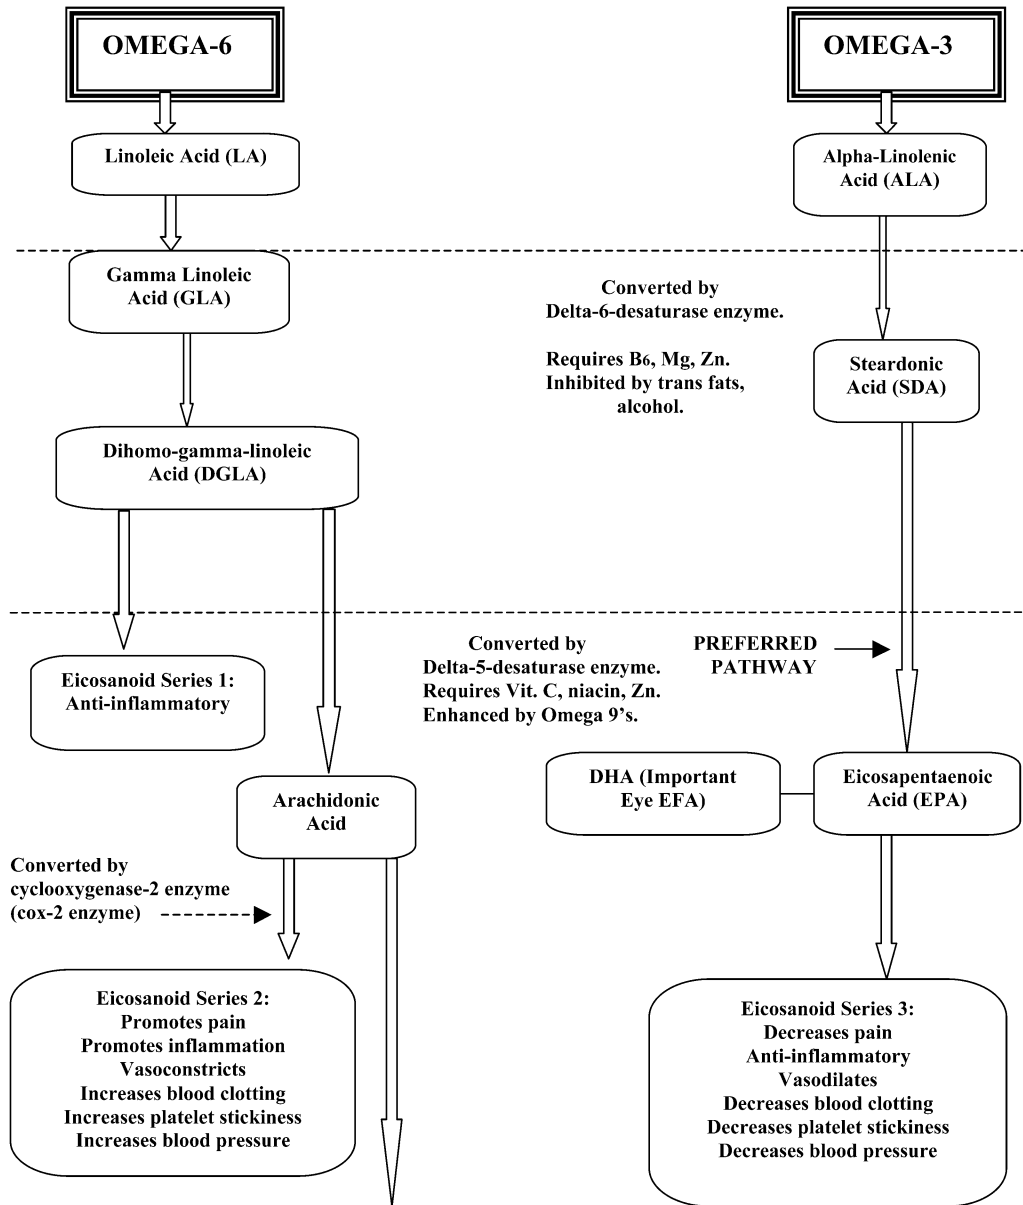 OMEGA-6
OMEGA-3
Linoleic Acid (LA)
Alpha-Linolenic
Acid (ALA)
Gamma Linoleic
Acid (GLA)
Converted by
Delta-6-desaturase enzyme.
Requires B6, Mg, Zn.
Inhibited by trans fats,
alcohol.
Steardonic
Acid (SDA)
Dihomo-gamma-linoleic
Acid (DGLA)
Converted by
Delta-5-desaturase enzyme.
Requires Vit. C, niacin, Zn.
Enhanced by Omega 9's.
PREFERRED
PATHWAY
Eicosanoid Series 1:
Anti-inflammatory
Arachidonic
Acid
DHA (Important
Eye EFA)
Eicosapentaenoic
Acid (EPA)
Converted by
cyclooxygenase-2 enzyme
(cox-2 enzyme)
Eicosanoid Series 2:
Promotes pain
Promotes inflammation
Vasoconstricts
Increases blood clotting
Increases platelet stickiness
Increases blood pressure
Eicosanoid Series 3:
Decreases pain
Anti-inflammatory
Vasodilates
Decreases blood clotting
Decreases platelet stickiness
Decreases blood pressure